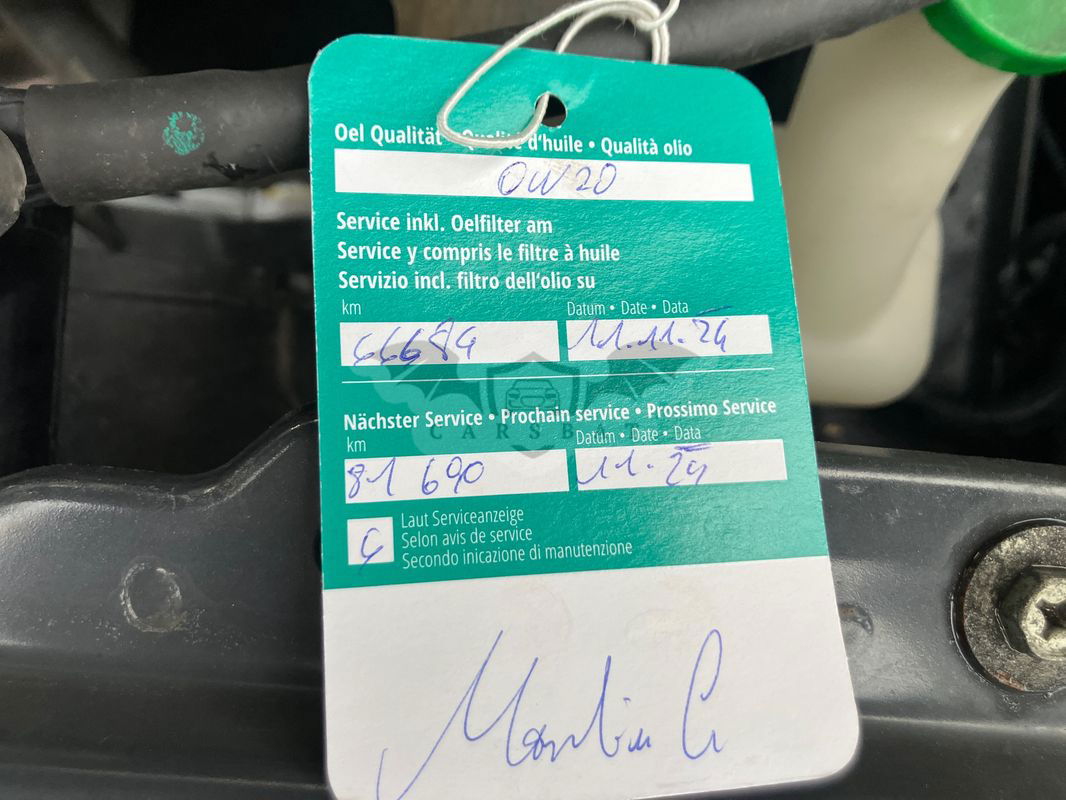 Oel Qualität • Qualité d'huile • Qualità olio
0W20
Service inkl. Oelfilter am
Service y compris le filtre à huile
Servizio incl. filtro dell'olio su
km Datum • Date • Data
66684 11.11.24
Nächster Service • Prochain service • Prossimo Service
CARSBAT
km Datum • Date • Data
81 690 11.
Laut Serviceanzeige
Selon avis de service
Secondo inicazione di manutenzione